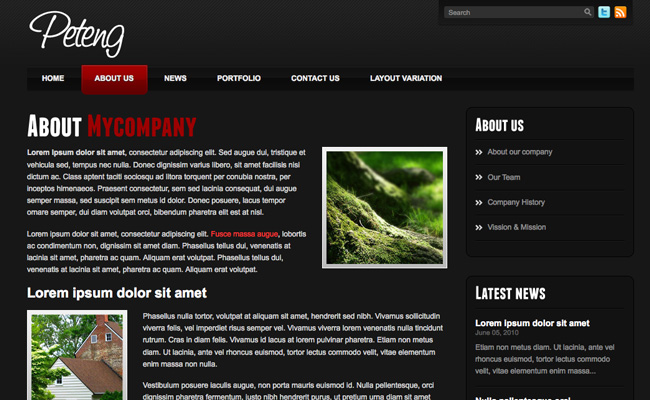 Peteng
Search
HOME ABOUT US NEWS PORTFOLIO CONTACT US LAYOUT VARIATION
About Mycompany
Lorem ipsum dolor sit amet, consectetur adipiscing elit. Sed augue dui, tristique et
vehicula sed, tempus nec nulla. Donec dignissim varius libero, sit amet facilisis nisl
dictum ac. Class aptent taciti sociosqu ad litora torquent per conubia nostra, per
inceptos himenaeos. Praesent consectetur, sem sed lacinia consequat, dui augue
semper massa, sed suscipit sem metus id dolor. Donec posuere, lacus tempor
ornare semper, dui diam volutpat orci, bibendum pharetra elit est at nisl.
Lorem ipsum dolor sit amet, consectetur adipiscing elit. Fusce massa augue, lobortis
ac condimentum non, dignissim sit amet diam. Phasellus tellus dui, venenatis at
lacinia sit amet, pharetra ac quam. Aliquam erat volutpat. Phasellus tellus dui,
venenatis at lacinia sit amet, pharetra ac quam. Aliquam erat volutpat.
Lorem ipsum dolor sit amet
Phasellus nulla tortor, volutpat at aliquam sit amet, hendrerit sed nibh. Vivamus sollicitudin
viverra felis, vel imperdiet risus semper vel. Vivamus viverra lorem venenatis nulla tincidunt
rutrum. Cras in diam felis. Vivamus id lacus at lorem pulvinar pharetra. Etiam non metus
diam. Ut lacinia, ante vel rhoncus euismod, tortor lectus commodo velit, vitae elementum
enim massa non nulla.
Vestibulum posuere iaculis augue, non porta mauris euismod id. Nulla pellentesque, orci
dignissim pharetra fermentum, justo nibh hendrerit purus, ut pretium urna diam sit amet
About us
About our company
Our Team
Company History
Vission & Mission
Latest news
Lorem ipsum dolor sit amet
June 05, 2010
Etiam non metus diam. Ut lacinia, ante
vel rhoncus euismod, tortor lectus
commodo velit, vitae elementum enim
massa...